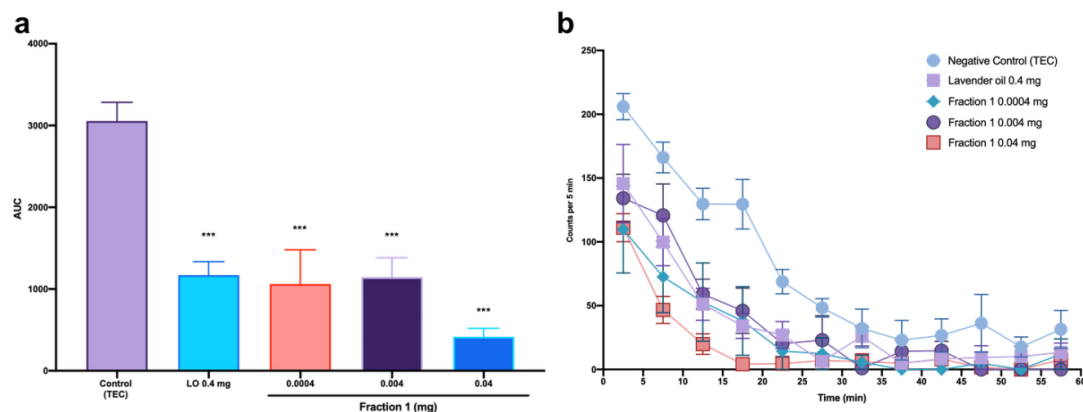 a
4000
3000
2000
1000
0
AUC
***
***
***
***
Control
(TEC)
LO 0.4 mg
0.0004
0.004
0.04
Fraction 1 (mg)
b
250
200
150
100
50
0
Counts per 5 min
0 5 10 15 20 25 30 35 40 45 50 55 60
Time (min)
Negative Control (TEC)
Lavender oil 0.4 mg
Fraction 1 0.0004 mg
Fraction 1 0.004 mg
Fraction 1 0.04 mg